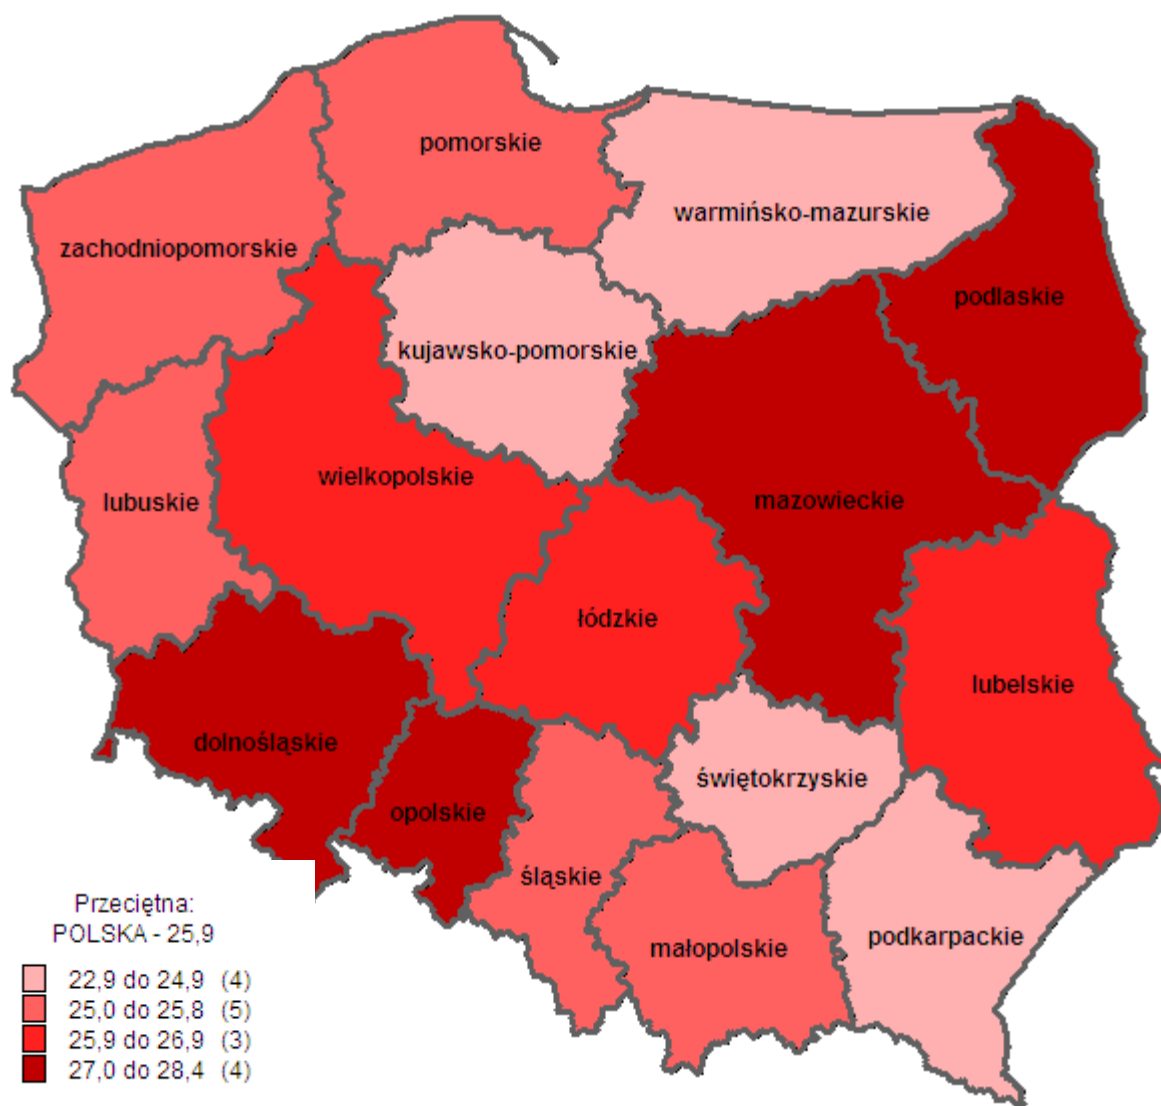 pomorskie
warmińsko-mazurskie
zachodniopomorskie
podlaskie
kujawsko-pomorskie
wielkopolskie
mazowieckie
lubuskie
łódzkie
lubelskie
dolnośląskie
świętokrzyskie
opolskie
śląskie
podkarpackie
małopolskie
Przeciętna:
POLSKA - 25,9
22,9 do 24,9 (4)
25,0 do 25,8 (5)
25,9 do 26,9 (3)
27,0 do 28,4 (4)